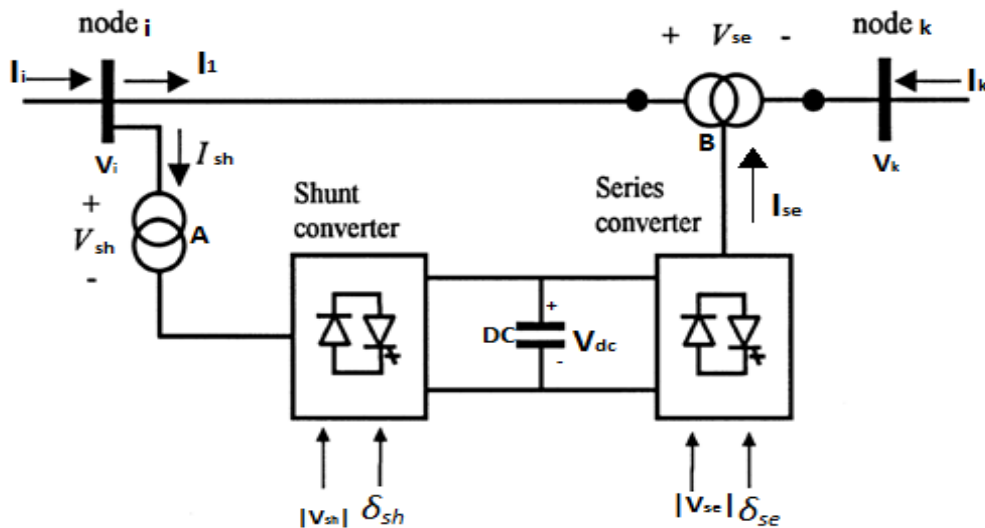 node i
+ Vse -
node k
Ii
I1
Ik
Vi
Ish
B
Vk
+
Vsh
-
A
Shunt
converter
Series
converter
Ise
DC
+
-
Vdc
|Vsh| δsh
|Vse| δse